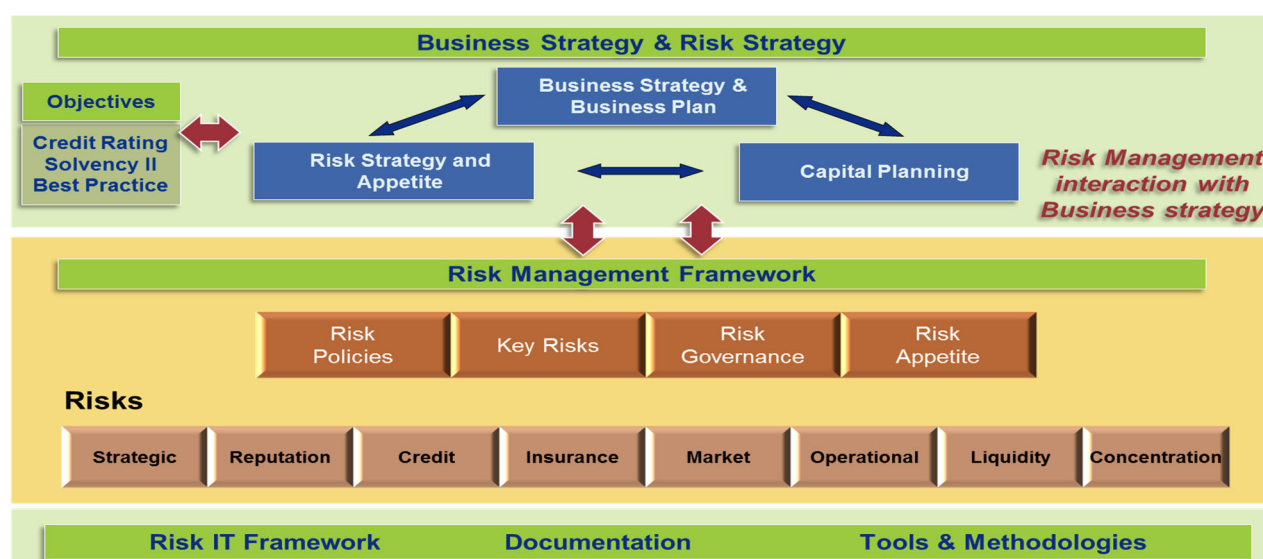 Business Strategy & Risk Strategy
Objectives
Credit Rating
Solvency II
Best Practice
Business Strategy &
Business Plan
Risk Strategy and
Appetite
Capital Planning
Risk Management
interaction with
Business strategy
Risk Management Framework
Risk
Policies
Key Risks
Risk
Governance
Risk
Appetite
Risks
Strategic
Reputation
Credit
Insurance
Market
Operational
Liquidity
Concentration
Risk IT Framework
Documentation
Tools & Methodologies